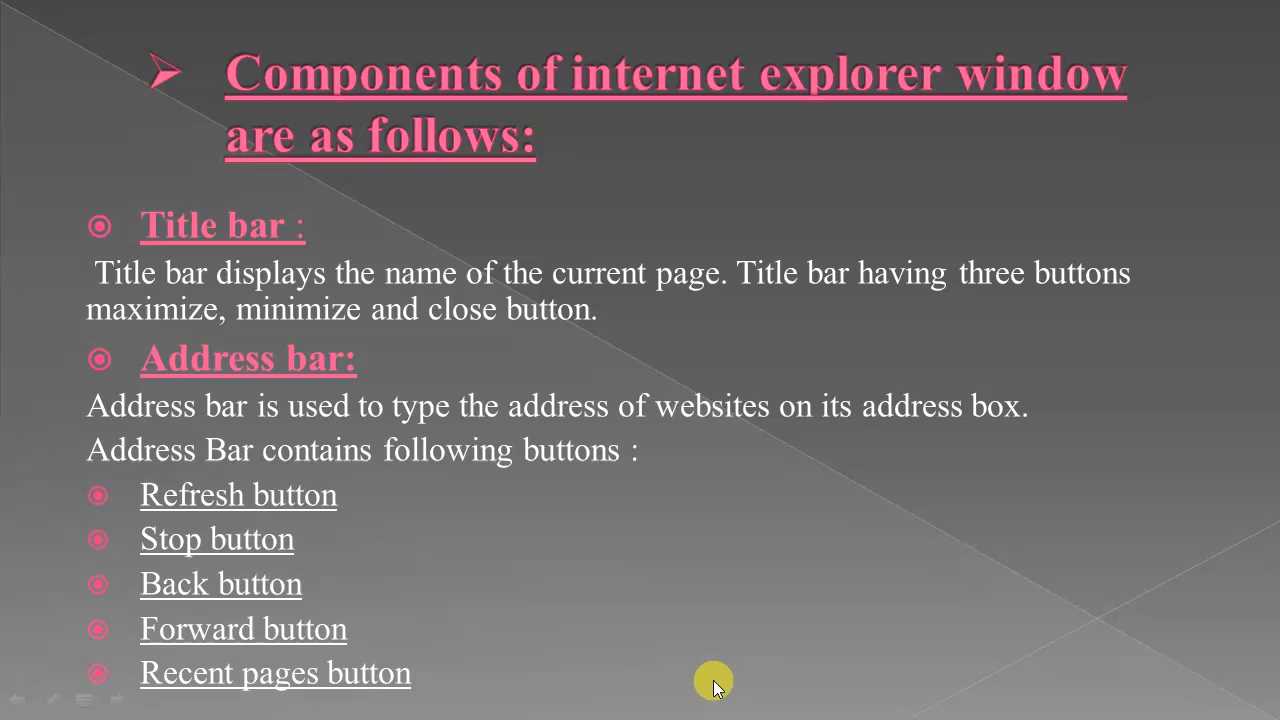 Components of internet explorer window
are as follows:
Title bar :
Title bar displays the name of the current page. Title bar having three buttons
maximize, minimize and close button.
Address bar:
Address bar is used to type the address of websites on its address box.
Address Bar contains following buttons :
Refresh button
Stop button
Back button
Forward button
Recent pages button